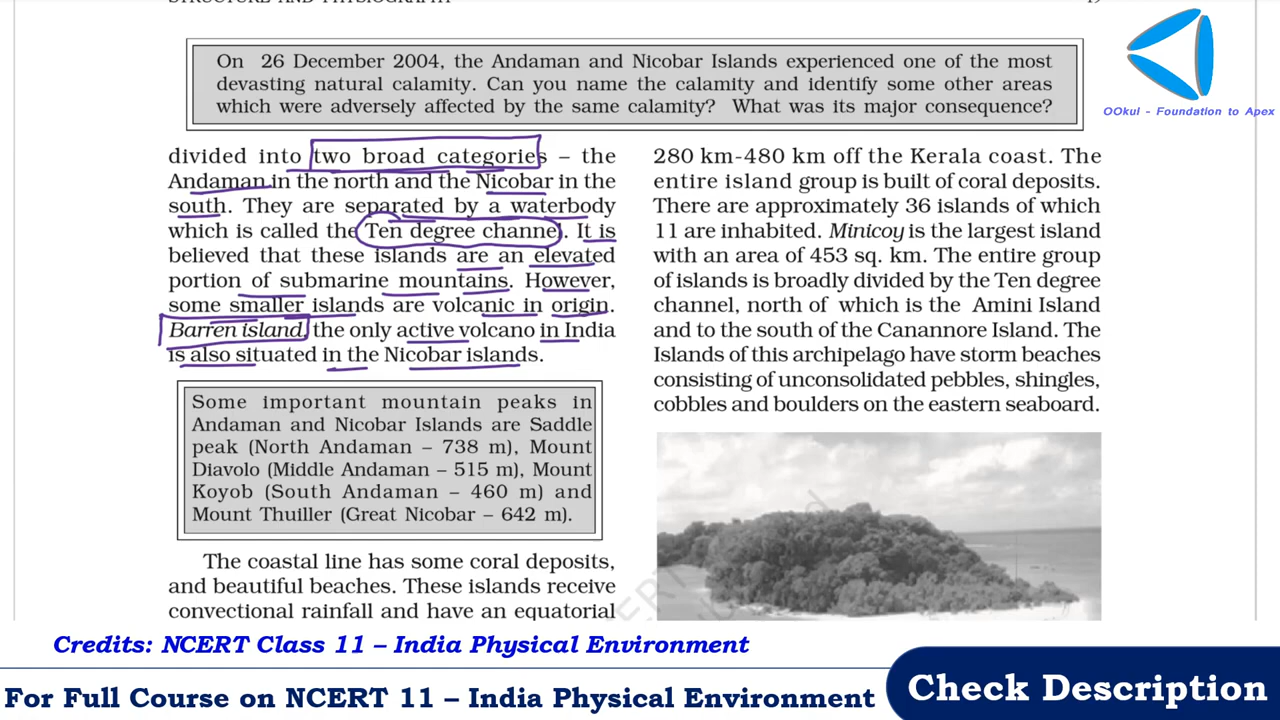 On 26 December 2004, the Andaman and Nicobar Islands experienced one of the most
devasting natural calamity. Can you name the calamity and identify some other areas
which were adversely affected by the same calamity? What was its major consequence?
OOkul - Foundation to Apex
divided into two broad categories – the
Andaman in the north and the Nicobar in the
south. They are separated by a waterbody
which is called the Ten degree channel. It is
believed that these islands are an elevated
portion of submarine mountains. However,
some smaller islands are volcanic in origin.
Barren island, the only active volcano in India
is also situated in the Nicobar islands.
Some important mountain peaks in
Andaman and Nicobar Islands are Saddle
peak (North Andaman – 738 m), Mount
Diavolo (Middle Andaman – 515 m), Mount
Koyob (South Andaman – 460 m) and
Mount Thuiller (Great Nicobar – 642 m).
The coastal line has some coral deposits,
and beautiful beaches. These islands receive
convectional rainfall and have an equatorial
280 km-480 km off the Kerala coast. The
entire island group is built of coral deposits.
There are approximately 36 islands of which
11 are inhabited. Minicoy is the largest island
with an area of 453 sq. km. The entire group
of islands is broadly divided by the Ten degree
channel, north of which is the Amini Island
and to the south of the Canannore Island. The
Islands of this archipelago have storm beaches
consisting of unconsolidated pebbles, shingles,
cobbles and boulders on the eastern seaboard.
Credits: NCERT Class 11 – India Physical Environment
For Full Course on NCERT 11 – India Physical Environment
Check Description